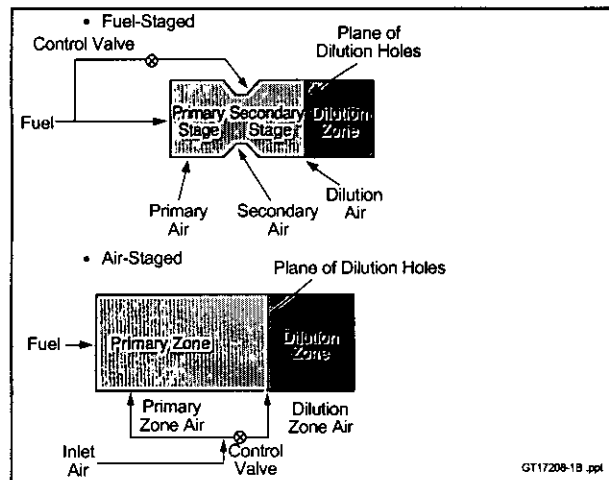 • Fuel-Staged
Control Valve
Plane of
Dilution Holes
Fuel
Primary Secondary
Stage Stage
Dilution
Zone
Primary
Air
Secondary
Air
Dilution
Air
• Air-Staged
Plane of Dilution Holes
Fuel
Primary Zone
Dilution
Zone
Primary
Zone Air
Dilution
Zone Air
Inlet
Air
Control
Valve
GT17208-1B .ppt